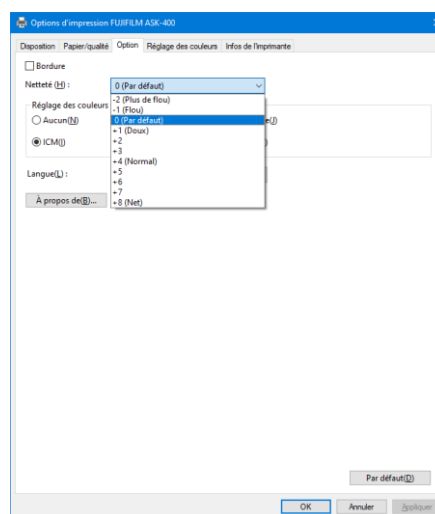 Options d'impression FUJIFILM ASK-400
Disposition Papier/qualité Option Réglage des couleurs Infos de l'imprimante
Bordure
Netteté (H) : 0 (Par défaut)
-2 (Plus de flou)
-1 (Flou)
Réglage des couleurs
0 (Par défaut)
Aucun(N)
+1 (Doux)
+2
+3
ICM(I)
+4 (Normal)
+5
Langue(L) :
+6
+7
À propos de(B)...
+8 (Net)
Par défaut(D)
OK Annuler Appliquer